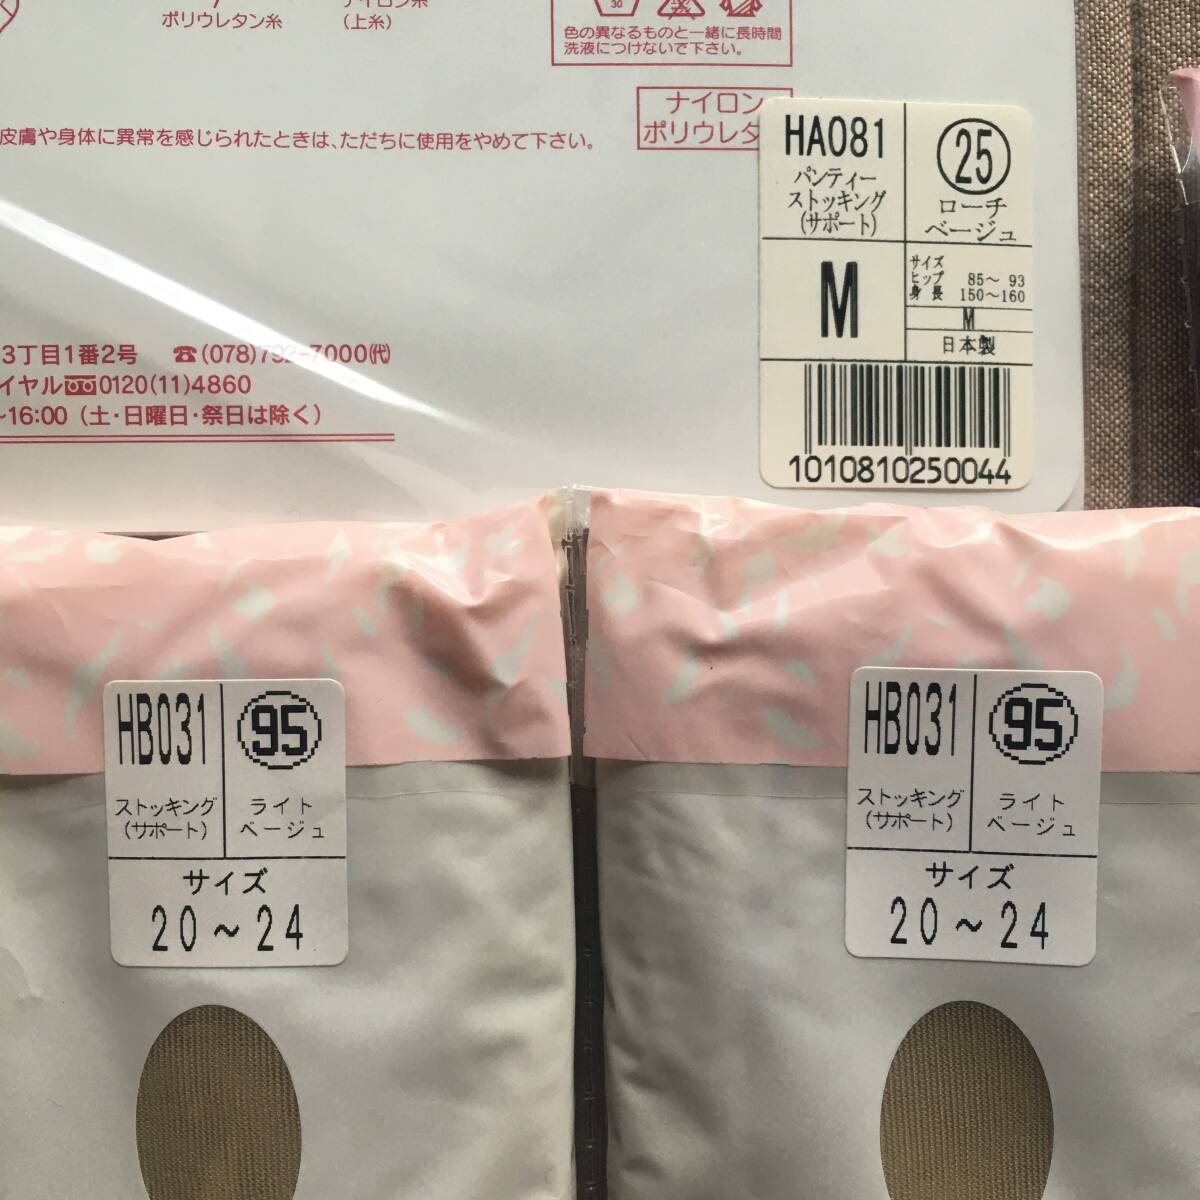 ポリウレタン糸
ナイロン糸
(上糸)
30
色の異なるものと一緒に長時間
洗液につけないで下さい。
皮膚や身体に異常を感じられたときは、ただちに使用をやめて下さい。
ナイロン
ポリウレタ
3丁目1番2号 ☎(078)792-7000(代)
イヤル 0120(11)4860
~16:00 (土・日曜日・祭日は除く)
HA081
パンティー
ストッキング
(サポート)
25
ローチ
ベージュ
M
サイズ
ヒップ 85~ 93
身長 150~160
M
日本製
1010810250044
HB031
ストッキング
(サポート)
95
ライト
ベージュ
サイズ
20~24
HB031
ストッキング
(サポート)
95
ライト
ベージュ
サイズ
20~24